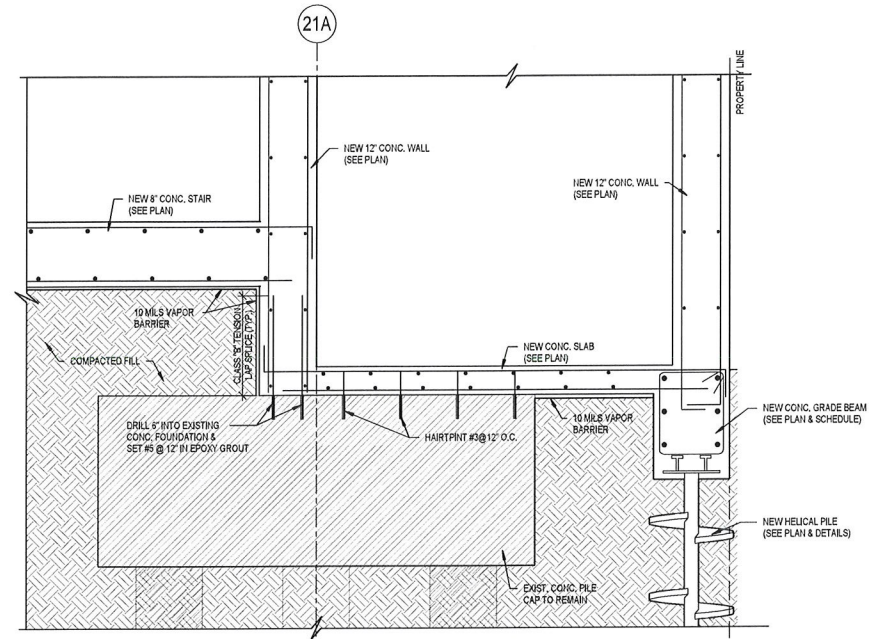 21A
PROPERTY LINE
NEW 12" CONC. WALL
(SEE PLAN)
NEW 12" CONC. WALL
(SEE PLAN)
NEW 8" CONC. STAIR
(SEE PLAN)
10 MILS VAPOR
BARRIER
CLASS "B" TENSION
LAP SPLICE (TYP.)
COMPACTED FILL
NEW CONC. SLAB
(SEE PLAN)
DRILL 6" INTO EXISTING
CONC. FOUNDATION &
SET #5 @ 12" IN EPOXY GROUT
HAIRTPINT #3@12" O.C.
10 MILS VAPOR
BARRIER
NEW CONC. GRADE BEAM
(SEE PLAN & SCHEDULE)
NEW HELICAL PILE
(SEE PLAN & DETAILS)
EXIST. CONC. PILE
CAP TO REMAIN